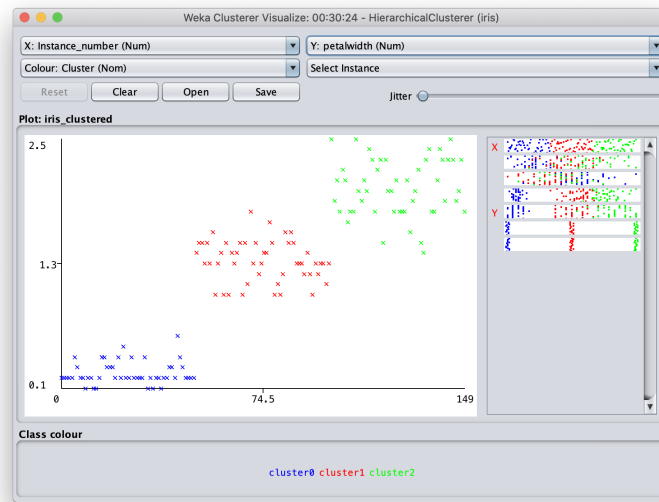 Weka Clusterer Visualize: 00:30:24 - HierarchicalClusterer (iris)
X: Instance_number (Num) Y: petalwidth (Num)
Colour: Cluster (Nom) Select Instance
Reset Clear Open Save Jitter
Plot: iris_clustered
2.5
1.3
0.1
0 74.5 149
X
Y
Class colour
cluster0 cluster1 cluster2